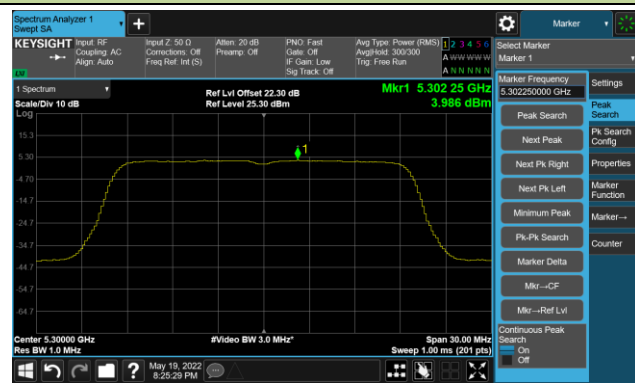 Spectrum Analyzer 1
Swept SA
Marker
KEYSIGHT
Input: RF
Coupling: AC
Align: Auto
Input Z: 50 Ω
Corrections: Off
Freq Ref: Int (S)
Atten: 20 dB
Preamp: Off
PNO: Fast
Gate: Off
IF Gain: Low
Sig Track: Off
Avg Type: Power (RMS)
Avg|Hold: 300/300
Trig: Free Run
1 2 3 4 5 6
A W W W W W
A N N N N N
LW
Select Marker
Marker 1
1 Spectrum
Scale/Div 10 dB
Log
Ref Lvl Offset 22.30 dB
Ref Level 25.30 dBm
Mkr1 5.302 25 GHz
3.986 dBm
15.3
5.30
-4.70
-14.7
-24.7
-34.7
-44.7
-54.7
-64.7
1
Center 5.30000 GHz
Res BW 1.0 MHz
#Video BW 3.0 MHz*
Span 30.00 MHz
Sweep 1.00 ms (201 pts)
Marker Frequency
5.302250000 GHz
Peak Search
Next Peak
Next Pk Right
Next Pk Left
Minimum Peak
Pk-Pk Search
Marker Delta
Mkr→CF
Mkr→Ref Lvl
Continuous Peak
Search
On
Off
Settings
Peak
Search
Pk Search
Config
Properties
Marker
Function
Marker→
Counter
May 19, 2022
8:25:29 PM